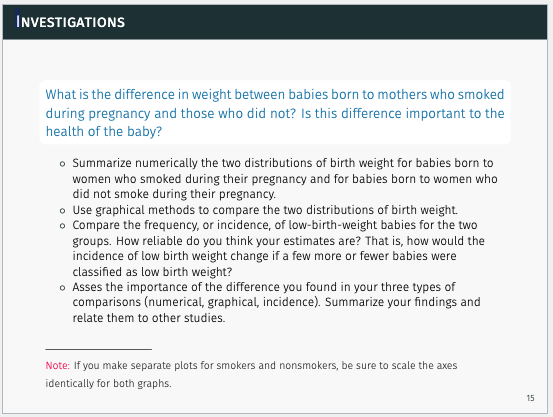 INVESTIGATIONS
What is the difference in weight between babies born to mothers who smoked
during pregnancy and those who did not? Is this difference important to the
health of the baby?
Summarize numerically the two distributions of birth weight for babies born to
women who smoked during their pregnancy and for babies born to women who
did not smoke during their pregnancy.
Use graphical methods to compare the two distributions of birth weight.
Compare the frequency, or incidence, of low-birth-weight babies for the two
groups. How reliable do you think your estimates are? That is, how would the
incidence of low birth weight change if a few more or fewer babies were
classified as low birth weight?
Asses the importance of the difference you found in your three types of
comparisons (numerical, graphical, incidence). Summarize your findings and
relate them to other studies.
Note: If you make separate plots for smokers and nonsmokers, be sure to scale the axes
identically for both graphs.
15